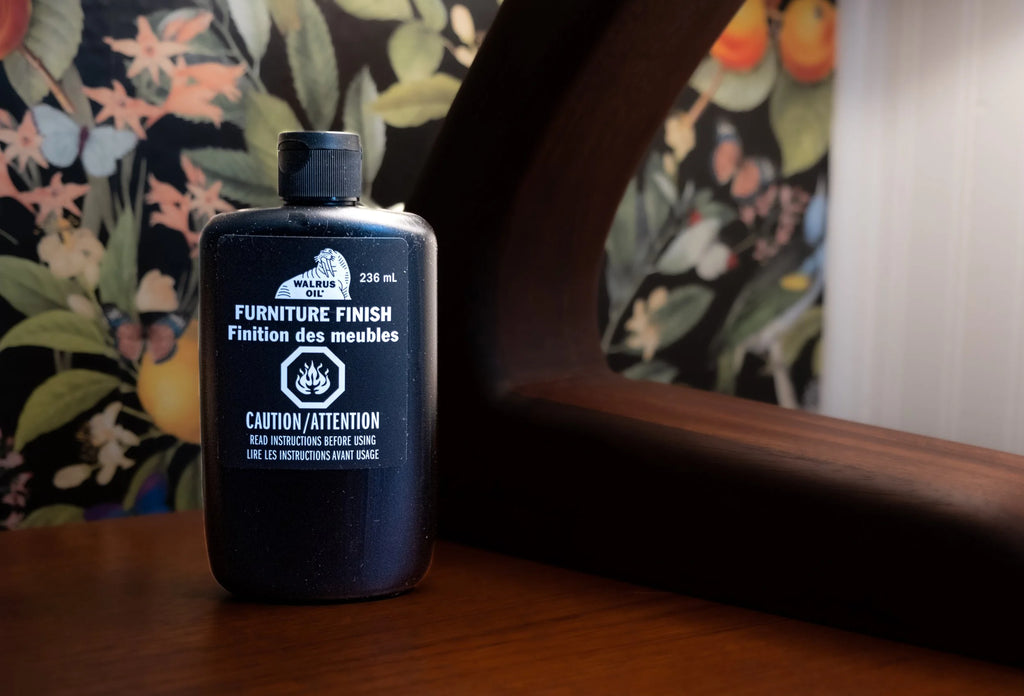 WALRUS
OIL®
236 mL
FURNITURE FINISH
Finition des meubles
CAUTION/ATTENTION
READ INSTRUCTIONS BEFORE USING
LIRE LES INSTRUCTIONS AVANT USAGE